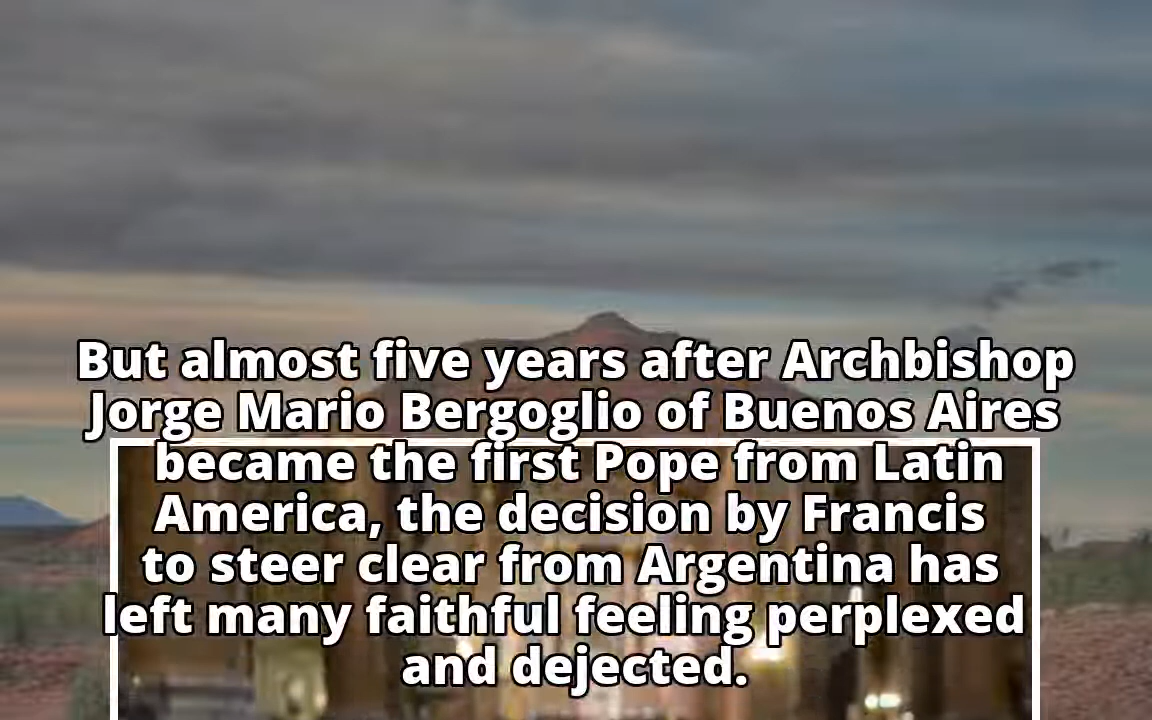 But almost five years after Archbishop
Jorge Mario Bergoglio of Buenos Aires
became the first Pope from Latin
America, the decision by Francis
to steer clear from Argentina has
left many faithful feeling perplexed
and dejected.